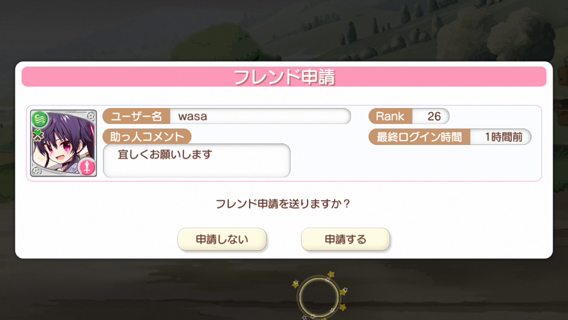 フレンド申請
ユーザー名 wasa
Rank 26
助っ人コメント
最終ログイン時間 1時間前
宜しくお願いします
フレンド申請を送りますか？
申請しない 申請する